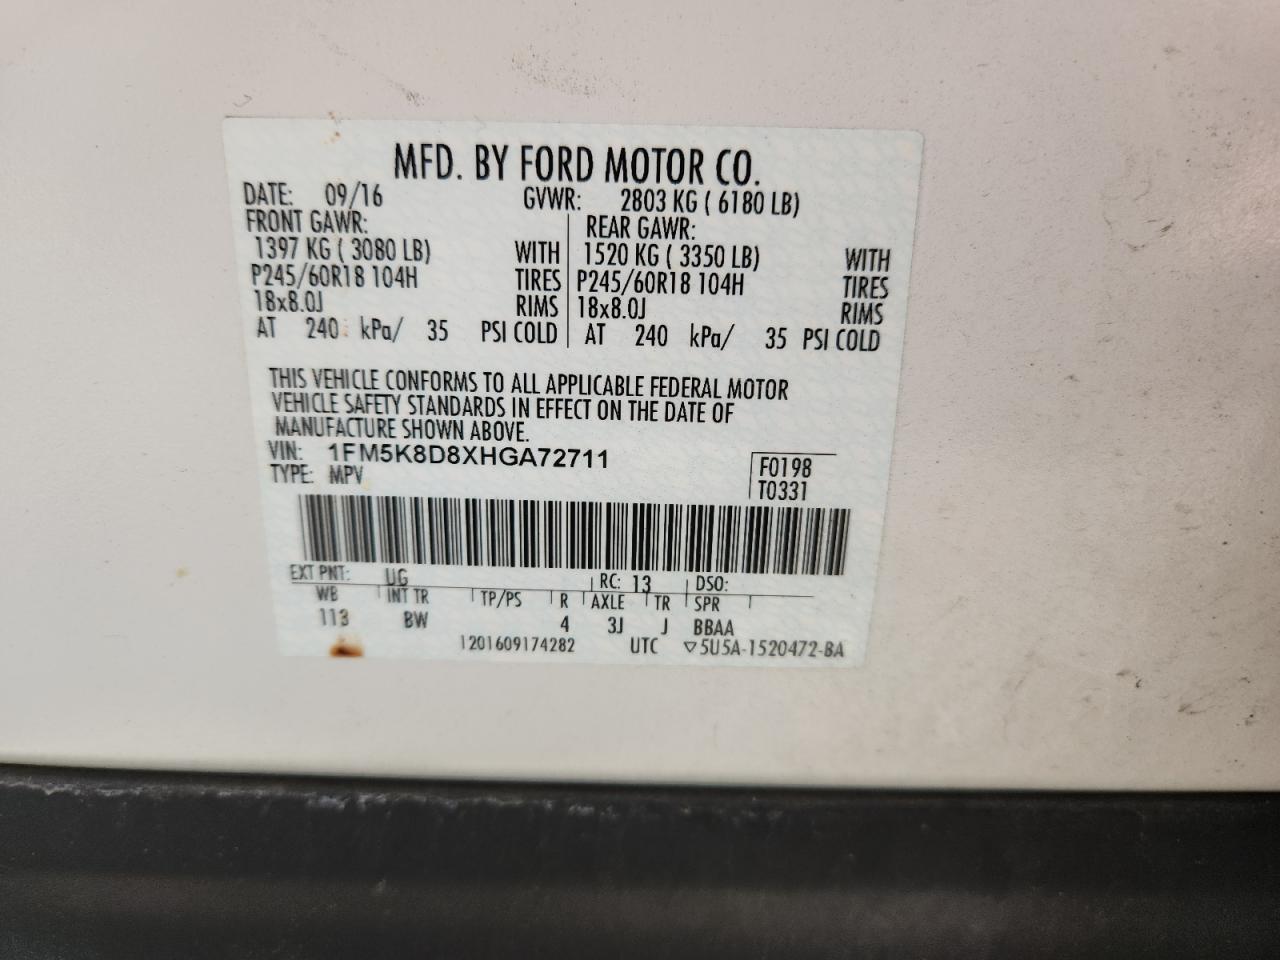 MFD. BY FORD MOTOR CO.
DATE: 09/16 GVWR: 2803 KG ( 6180 LB)
FRONT GAWR: REAR GAWR:
1397 KG ( 3080 LB) WITH 1520 KG ( 3350 LB) WITH
P245/60R18 104H TIRES P245/60R18 104H TIRES
18x8.0J RIMS 18x8.0J RIMS
AT 240 kPa/ 35 PSI COLD AT 240 kPa/ 35 PSI COLD
THIS VEHICLE CONFORMS TO ALL APPLICABLE FEDERAL MOTOR
VEHICLE SAFETY STANDARDS IN EFFECT ON THE DATE OF
MANUFACTURE SHOWN ABOVE.
VIN: 1FM5K8D8XHGA72711 F0198
TYPE: MPV T0331
EXT PNT: UG RC: 13 DSO:
WB INT TR TP/PS R AXLE TR SPR
113 BW 4 3J J BBAA
1201609174282 UTC ▽5U5A-1520472-BA